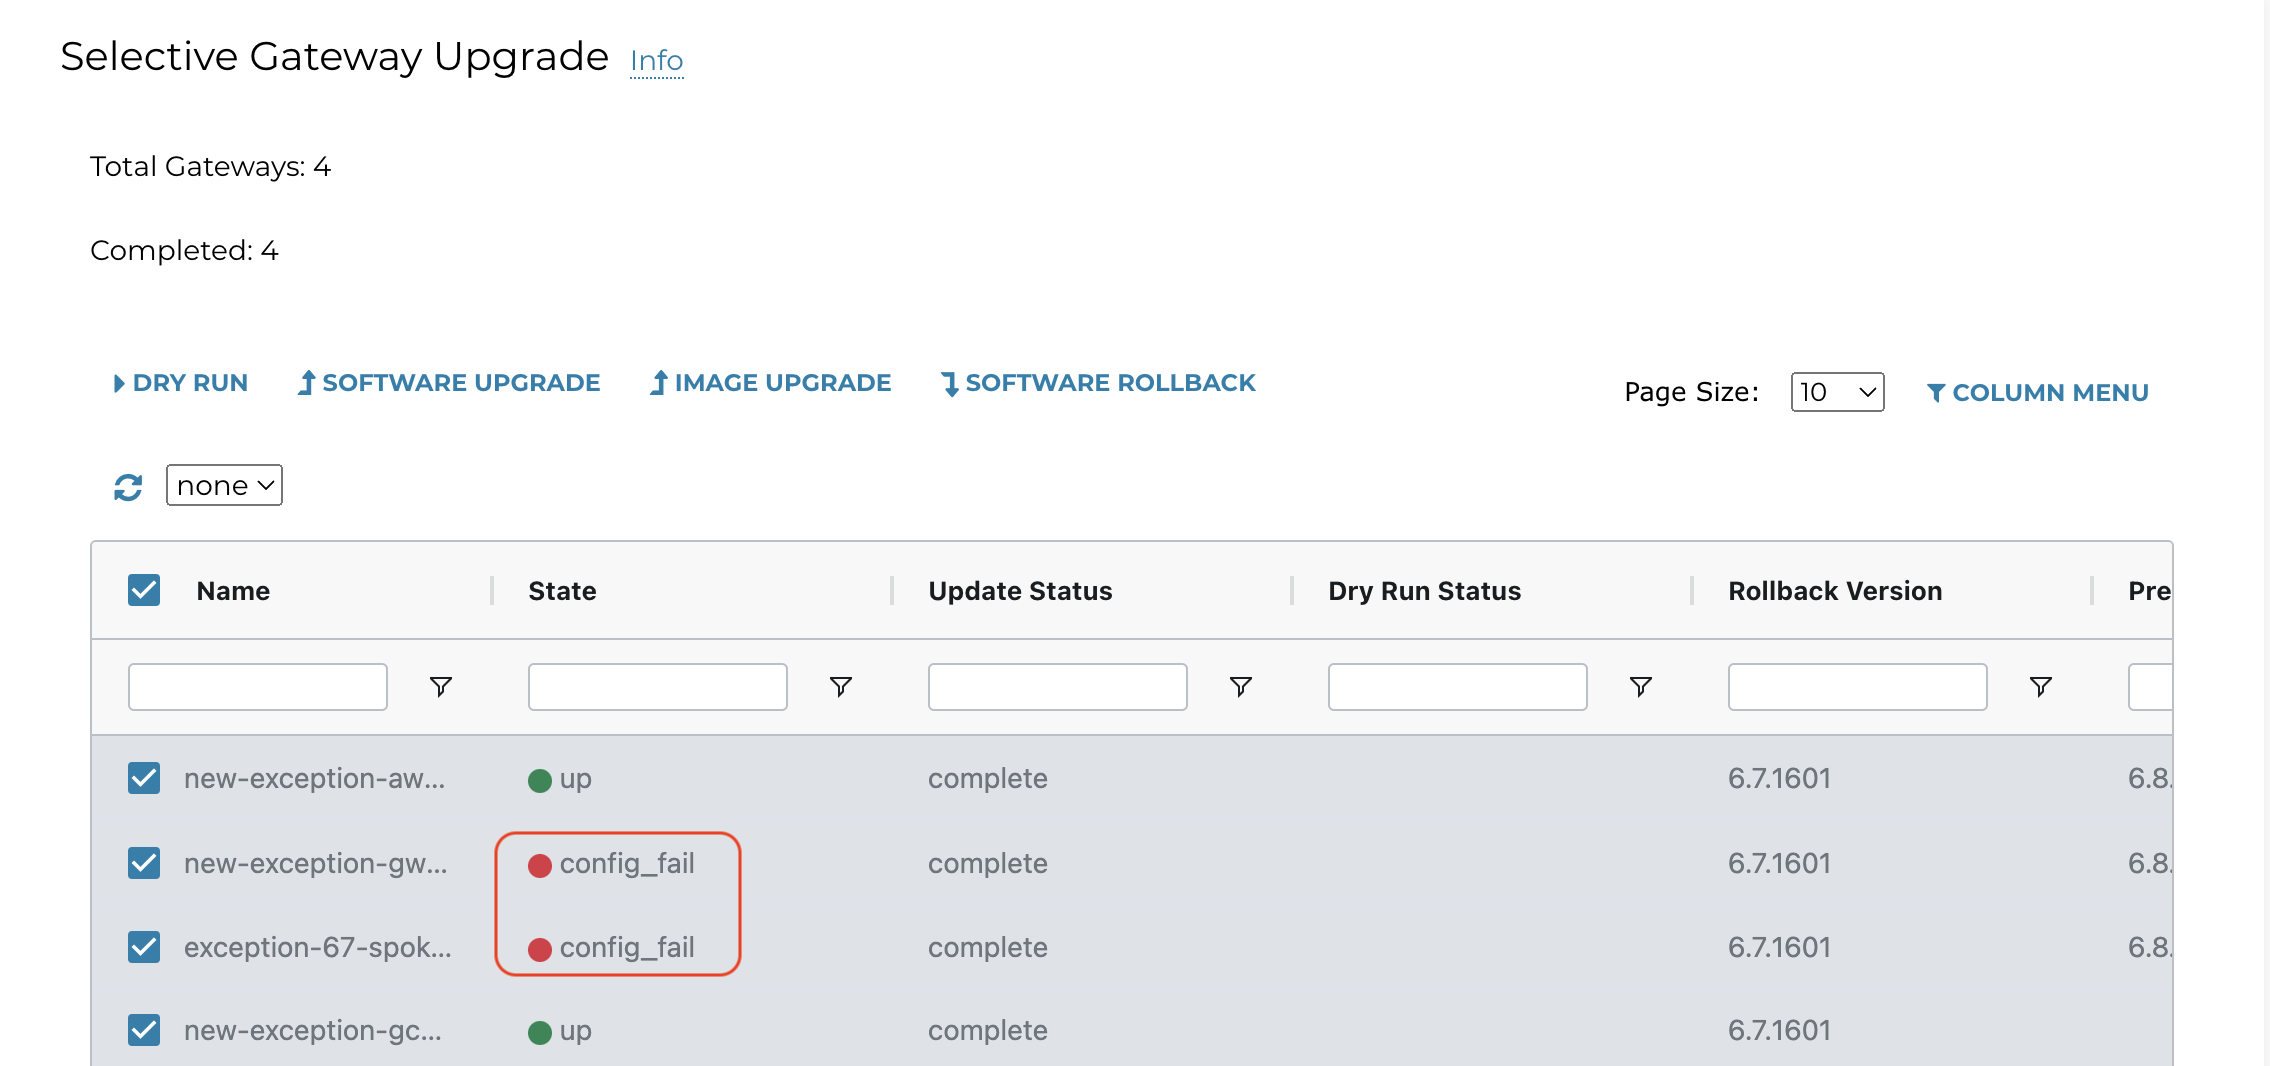 Selective Gateway Upgrade Info
Total Gateways: 4
Completed: 4
DRY RUN SOFTWARE UPGRADE IMAGE UPGRADE SOFTWARE ROLLBACK Page Size: 10 COLUMN MENU
none
Name State Update Status Dry Run Status Rollback Version Pre
new-exception-aw... up complete 6.7.1601 6.8.
new-exception-gw... config_fail complete 6.7.1601 6.8.
exception-67-spok... config_fail complete 6.7.1601 6.8.
new-exception-gc... up complete 6.7.1601